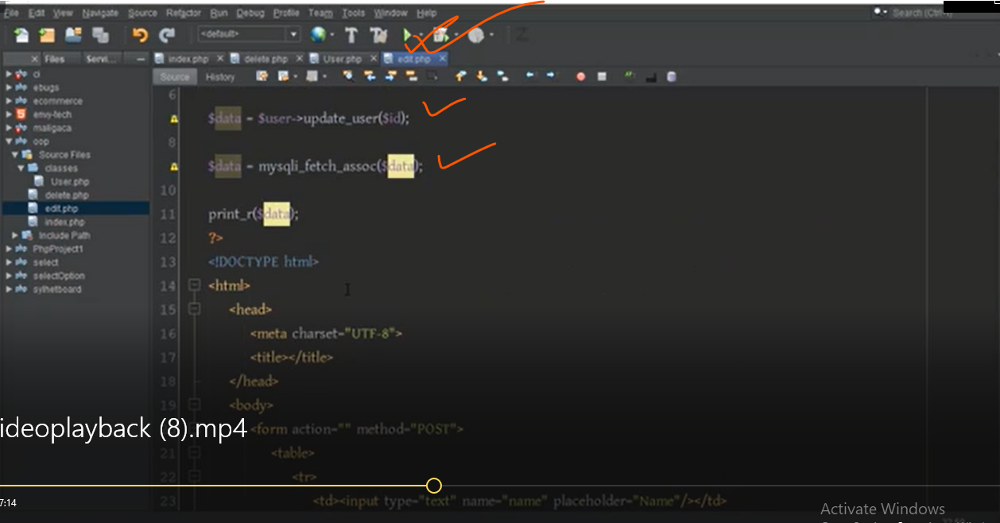 File Edit View Navigate Source Refactor Run Debug Profile Team Tools Window Help
Search (Ctrl+I)
<default>
Files Servi...
index.php delete.php User.php edit.php
Source History
ci
ebugs
ecommerce
envy-tech
maligaca
oop
Source Files
classes
User.php
delete.php
edit.php
index.php
Include Path
PhpProject1
select
selectOption
sylhetboard
6
$data = $user->update_user($id);
8
$data = mysqli_fetch_assoc($data);
10
11 print_r($data);
12 ?>
13 <!DOCTYPE html>
14 <html>
15 <head>
16 <meta charset="UTF-8">
17 <title></title>
18 </head>
19 <body>
<form action="" method="POST">
21 <table>
22 <tr>
23 <td><input type="text" name="name" placeholder="Name"/></td>
ideoplayback (8).mp4
7:14
Activate Windows